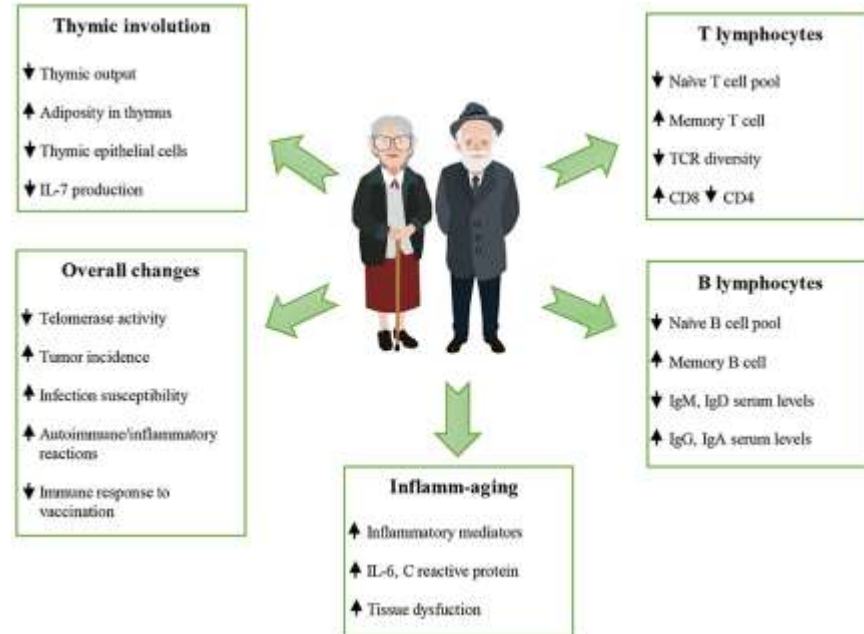 Thymic involution
Thymic output
Adiposity in thymus
Thymic epithelial cells
IL-7 production
T lymphocytes
Naïve T cell pool
Memory T cell
TCR diversity
CD8 CD4
Overall changes
Telomerase activity
Tumor incidence
Infection susceptibility
Autoimmune/inflammatory
reactions
Immune response to
vaccination
B lymphocytes
Naïve B cell pool
Memory B cell
IgM, IgD serum levels
IgG, IgA serum levels
Inflamm-aging
Inflammatory mediators
IL-6, C reactive protein
Tissue dysfuction